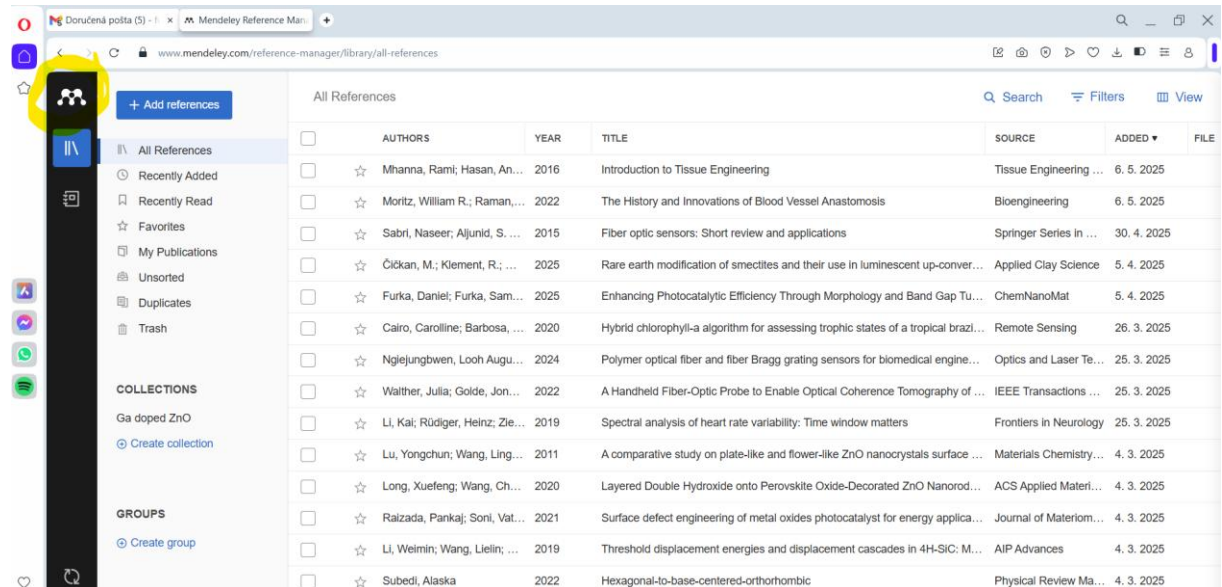 Doručená pošta (5) -
Mendeley Reference Man
www.mendeley.com/reference-manager/library/all-references
+ Add references
All References
Recently Added
Recently Read
Favorites
My Publications
Unsorted
Duplicates
Trash
COLLECTIONS
Ga doped ZnO
Create collection
GROUPS
Create group
All References
Search Filters View
AUTHORS YEAR TITLE SOURCE ADDED ▾ FILE
Mhanna, Rami; Hasan, An... 2016 Introduction to Tissue Engineering Tissue Engineering ... 6. 5. 2025
Moritz, William R.; Raman,... 2022 The History and Innovations of Blood Vessel Anastomosis Bioengineering 6. 5. 2025
Sabri, Naseer; Aljunid, S. ... 2015 Fiber optic sensors: Short review and applications Springer Series in ... 30. 4. 2025
Čičkan, M.; Klement, R.; ... 2025 Rare earth modification of smectites and their use in luminescent up-conver... Applied Clay Science 5. 4. 2025
Furka, Daniel; Furka, Sam... 2025 Enhancing Photocatalytic Efficiency Through Morphology and Band Gap Tu... ChemNanoMat 5. 4. 2025
Cairo, Carolline; Barbosa, ... 2020 Hybrid chlorophyll-a algorithm for assessing trophic states of a tropical brazi... Remote Sensing 26. 3. 2025
Ngiejungbwen, Looh Augu... 2024 Polymer optical fiber and fiber Bragg grating sensors for biomedical engine... Optics and Laser Te... 25. 3. 2025
Walther, Julia; Golde, Jon... 2022 A Handheld Fiber-Optic Probe to Enable Optical Coherence Tomography of ... IEEE Transactions ... 25. 3. 2025
Li, Kai; Rüdiger, Heinz; Zie... 2019 Spectral analysis of heart rate variability: Time window matters Frontiers in Neurology 25. 3. 2025
Lu, Yongchun; Wang, Ling... 2011 A comparative study on plate-like and flower-like ZnO nanocrystals surface ... Materials Chemistry... 4. 3. 2025
Long, Xuefeng; Wang, Ch... 2020 Layered Double Hydroxide onto Perovskite Oxide-Decorated ZnO Nanorod... ACS Applied Materi... 4. 3. 2025
Raizada, Pankaj; Soni, Vat... 2021 Surface defect engineering of metal oxides photocatalyst for energy applica... Journal of Materiom... 4. 3. 2025
Li, Weimin; Wang, Lielin; ... 2019 Threshold displacement energies and displacement cascades in 4H-SiC: M... AIP Advances 4. 3. 2025
Subedi, Alaska 2022 Hexagonal-to-base-centered-orthorhombic Physical Review Ma... 4. 3. 2025